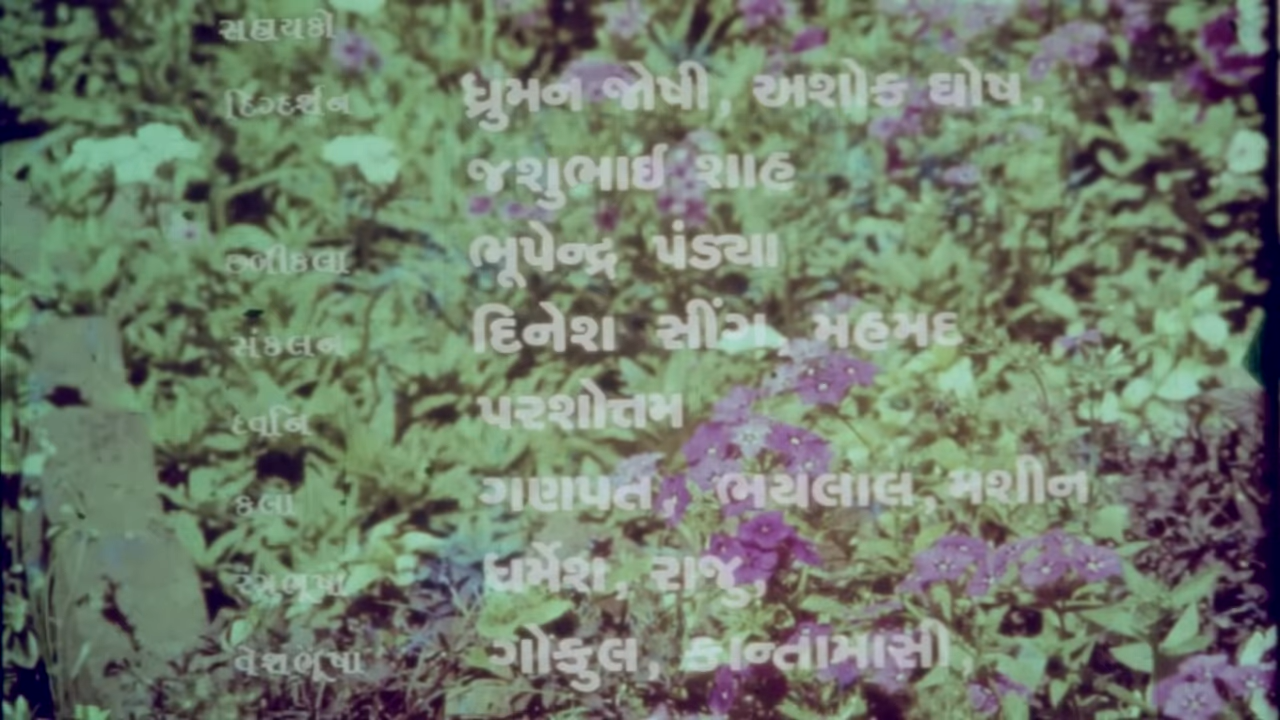 સહાયકો
દિગ્દર્શન ધ્રુમન જોષી, અશોક ઘોષ,
જશુભાઈ શાહ
છબીકલા ભૂપેન્દ્ર પંડ્યા
સંકલન દિનેશ સીંગ, મહમદ
ધ્વનિ પરશોત્તમ
કલા ગણપત, ભયલાલ, મશીન
રંગભૂષા ધર્મેશ, રાજુ,
વેશભૂષા ગોકુલ, કાન્તામાસી,